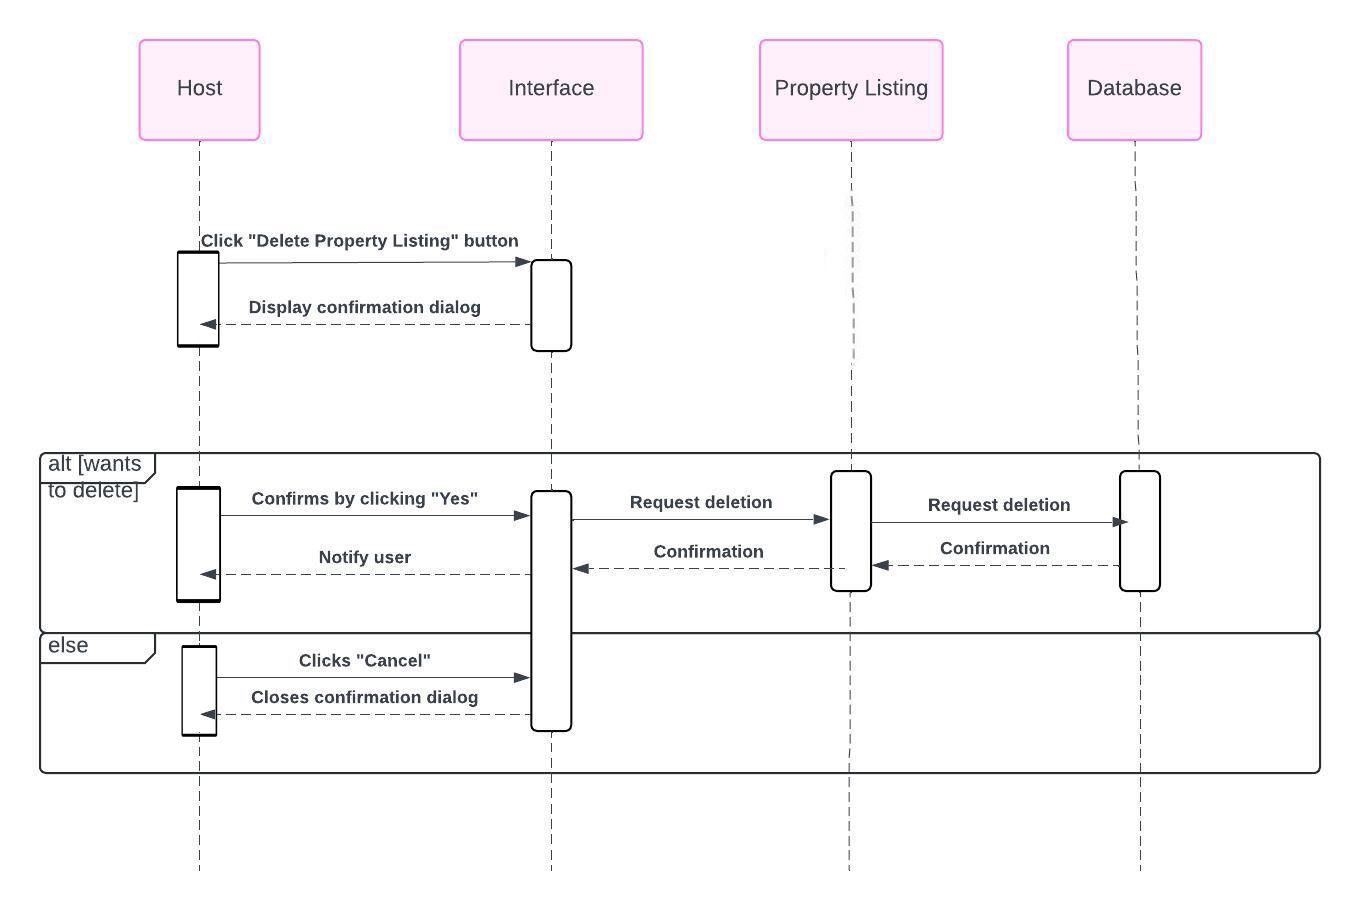 Host
Interface
Property Listing
Database
Click "Delete Property Listing" button
Display confirmation dialog
alt [wants
to delete]
Confirms by clicking "Yes"
Request deletion
Request deletion
Notify user
Confirmation
Confirmation
else
Clicks "Cancel"
Closes confirmation dialog